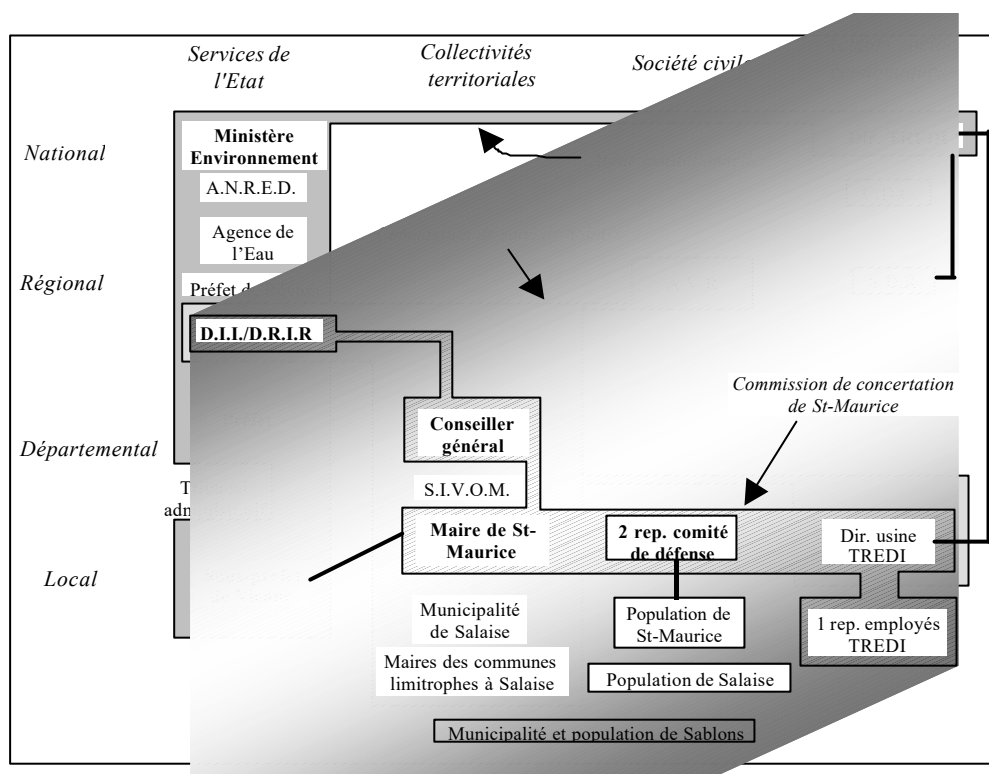 Services de
l'Etat
Collectivités
territoriales
Société civile
National
Ministère
Environnement
A.N.R.E.D.
Agence de
l'Eau
Régional
Préfet
D.I.I./D.R.I.R
Commission de concertation
de St-Maurice
Départemental
Conseiller
général
S.I.V.O.M.
Local
Maire de St-
Maurice
2 rep. comité
de défense
Dir. usine
TREDI
Municipalité
de Salaise
Population de
St-Maurice
1 rep. employés
TREDI
Maires des communes
limitrophes à Salaise
Population de Salaise
Municipalité et population de Sablons